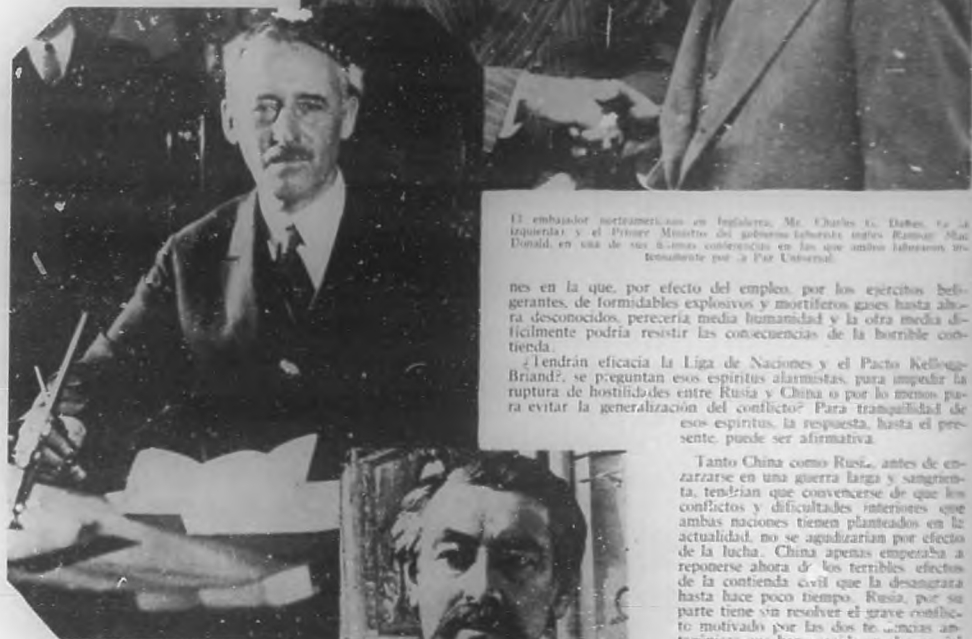 El embajador norteamericano en Inglaterra, Mr. Charles G. Dawes, (a la
izquierda) y el Primer Ministro del gobierno laborista inglés Ramsay Mac
Donald, en una de sus últimas conferencias en las que ambos laboraron in-
tensamente por la Paz Universal.
nes en la que, por efecto del empleo, por los ejércitos beli-
gerantes, de formidables explosivos y mortíferos gases hasta aho-
ra desconocidos, perecería media humanidad y la otra media di-
fícilmente podría resistir las consecuencias de la horrible con-
tienda.
¿Tendrán eficacia la Liga de Naciones y el Pacto Kellogg-
Briand?, se preguntan esos espíritus alarmistas, para impedir la
ruptura de hostilidades entre Rusia y China o por lo menos pa-
ra evitar la generalización del conflicto? Para tranquilidad de
esos espíritus, la respuesta, hasta el pre-
sente, puede ser afirmativa.
Tanto China como Rusia, antes de en-
zarzarse en una guerra larga y sangrien-
ta, tendrían que convencerse de que los
conflictos y dificultades interiores que
ambas naciones tienen planteados en la
actualidad, no se agudizarían por efecto
de la lucha. China apenas empezaba a
reponerse ahora de los terribles efectos
de la contienda civil que la desangrara
hasta hace poco tiempo. Rusia, por su
parte tiene sin resolver el grave conflic-
to motivado por las dos an-